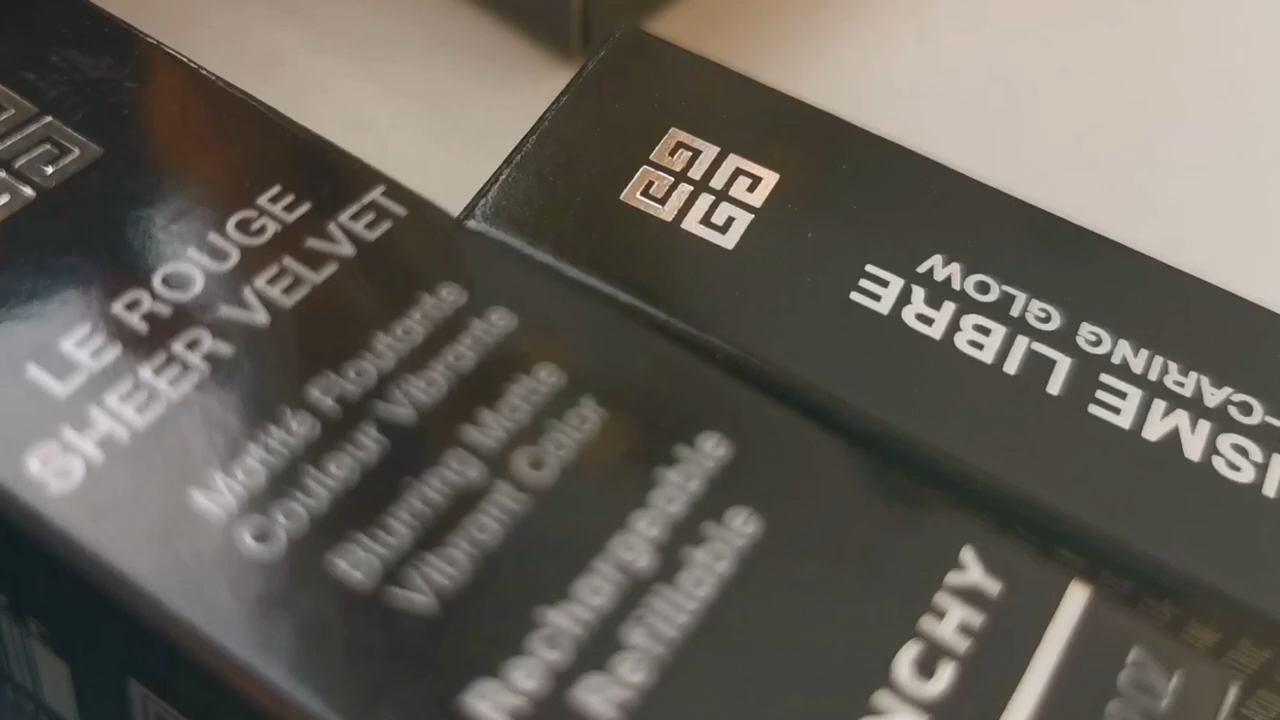 LE ROUGE
SHEER VELVET
Matité Floutante
Couleur Vibrante
Blurring Matte
Vibrant Color
Rechargeable
Refillable
NCHY
ISME LIBRE
-CARING GLOW